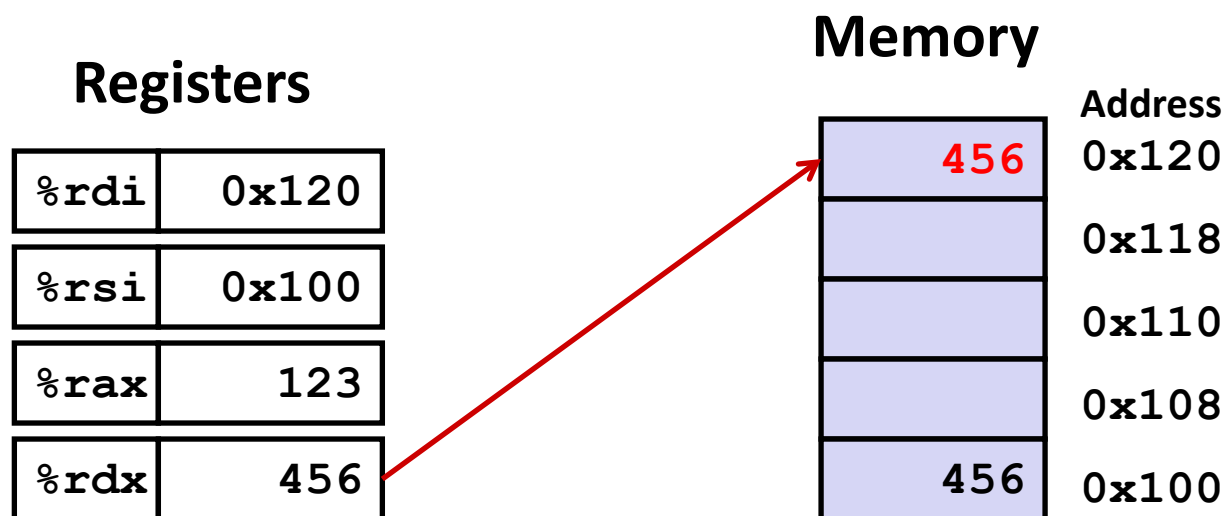 Registers
%rdi 0x120
%rsi 0x100
%rax 123
%rdx 456
Memory
Address
456 0x120
0x118
0x110
0x108
456 0x100